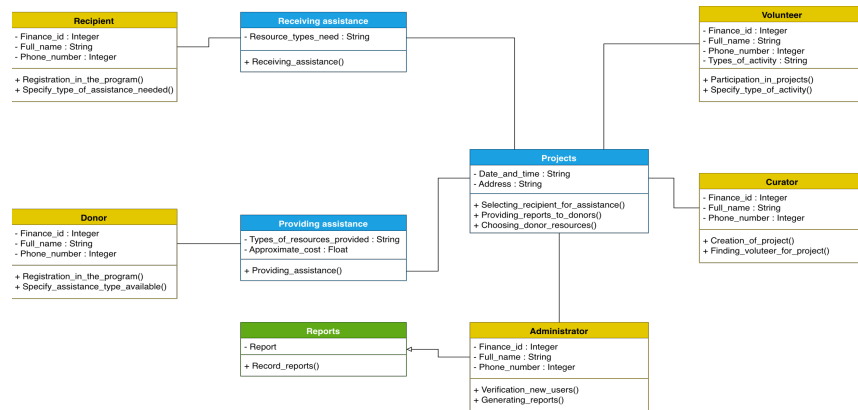 Recipient
- Finance_id : Integer
- Full_name : String
- Phone_number : Integer
+ Registration_in_the_program()
+ Specify_type_of_assistance_needed()
Receiving assistance
- Resource_types_need : String
+ Receiving_assistance()
Volunteer
- Finance_id : Integer
- Full_name : String
- Phone_number : Integer
- Types_of_activity : String
+ Participation_in_projects()
+ Specify_type_of_activity()
Projects
- Date_and_time : String
- Address : String
+ Selecting_recipient_for_assistance()
+ Providing_reports_to_donors()
+ Choosing_donor_resources()
Curator
- Finance_id : Integer
- Full_name : String
- Phone_number : Integer
+ Creation_of_project()
+ Finding_voluteer_for_project()
Donor
- Finance_id : Integer
- Full_name : String
- Phone_number : Integer
+ Registration_in_the_program()
+ Specify_assistance_type_available()
Providing assistance
- Types_of_resources_provided : String
- Approximate_cost : Float
+ Providing_assistance()
Reports
- Report
+ Record_reports()
Administrator
- Finance_id : Integer
- Full_name : String
- Phone_number : Integer
+ Verification_new_users()
+ Generating_reports()